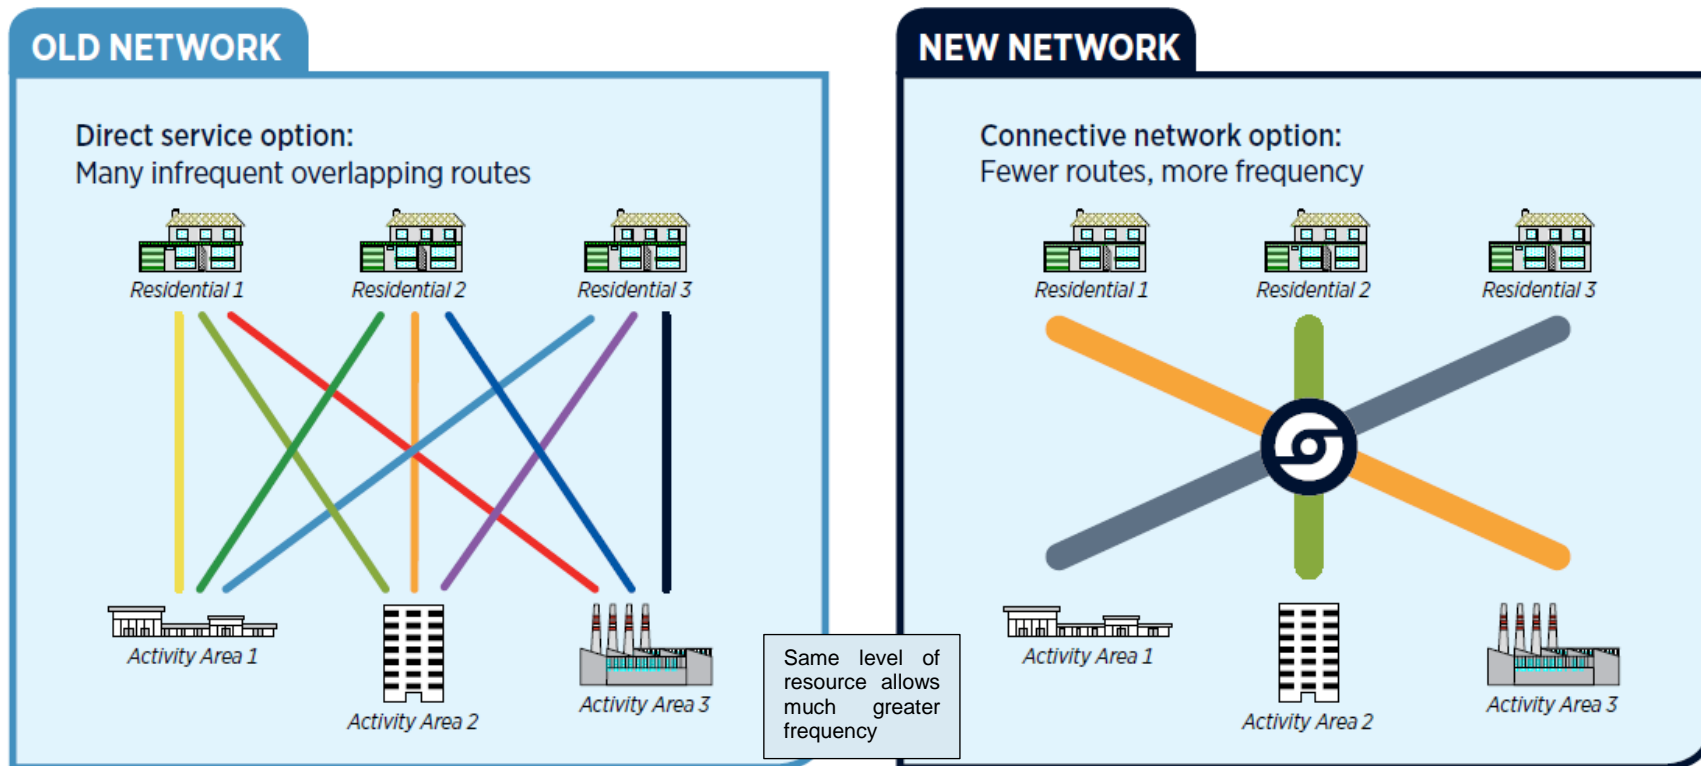 OLD NETWORK
Direct service option:
Many infrequent overlapping routes
Residential 1
Residential 2
Residential 3
Activity Area 1
Activity Area 2
Activity Area 3
Same level of
resource allows
much greater
frequency
NEW NETWORK
Connective network option:
Fewer routes, more frequency
Residential 1
Residential 2
Residential 3
Activity Area 1
Activity Area 2
Activity Area 3